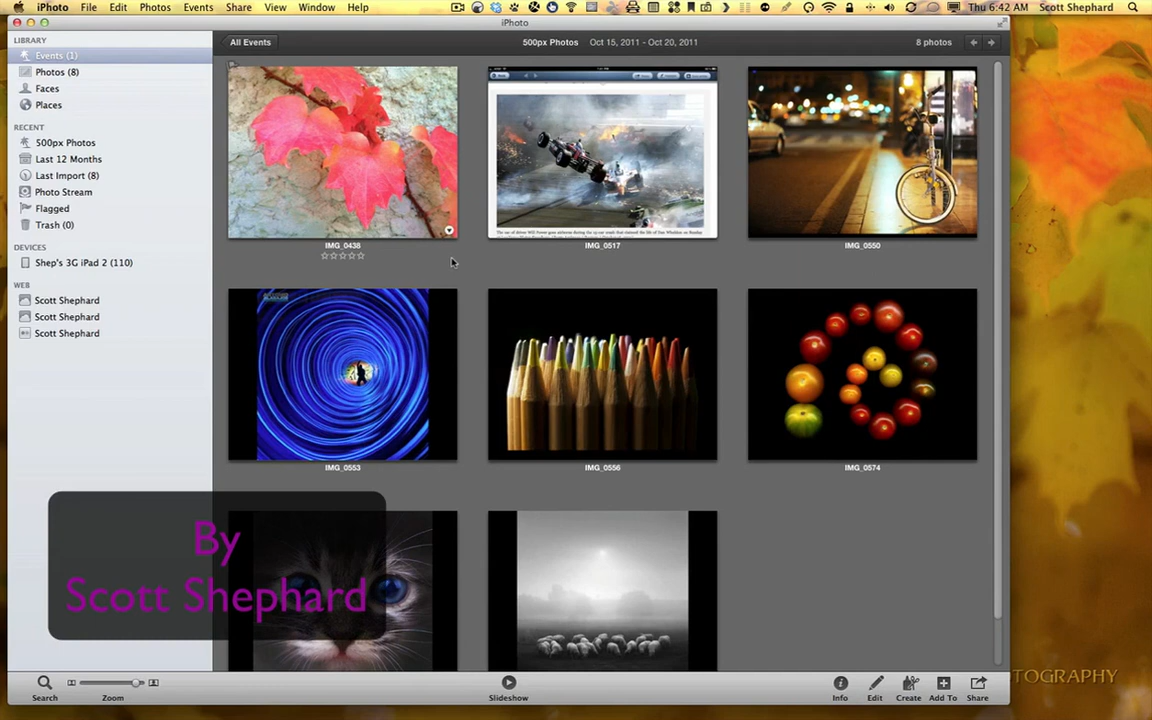 iPhoto File Edit Photos Events Share View Window Help
Thu 6:42 AM Scott Shephard
iPhoto
LIBRARY
Events (1)
Photos (8)
Faces
Places
RECENT
500px Photos
Last 12 Months
Last Import (8)
Photo Stream
Flagged
Trash (0)
DEVICES
Shep's 3G iPad 2 (110)
WEB
Scott Shephard
Scott Shephard
Scott Shephard
All Events
500px Photos Oct 15, 2011 - Oct 20, 2011
8 photos
IMG_0438
IMG_0517
IMG_0550
IMG_0553
IMG_0556
IMG_0574
By
Scott Shephard
Search
Zoom
Slideshow
Info
Edit
Create
Add To
Share
TOGRAPHY